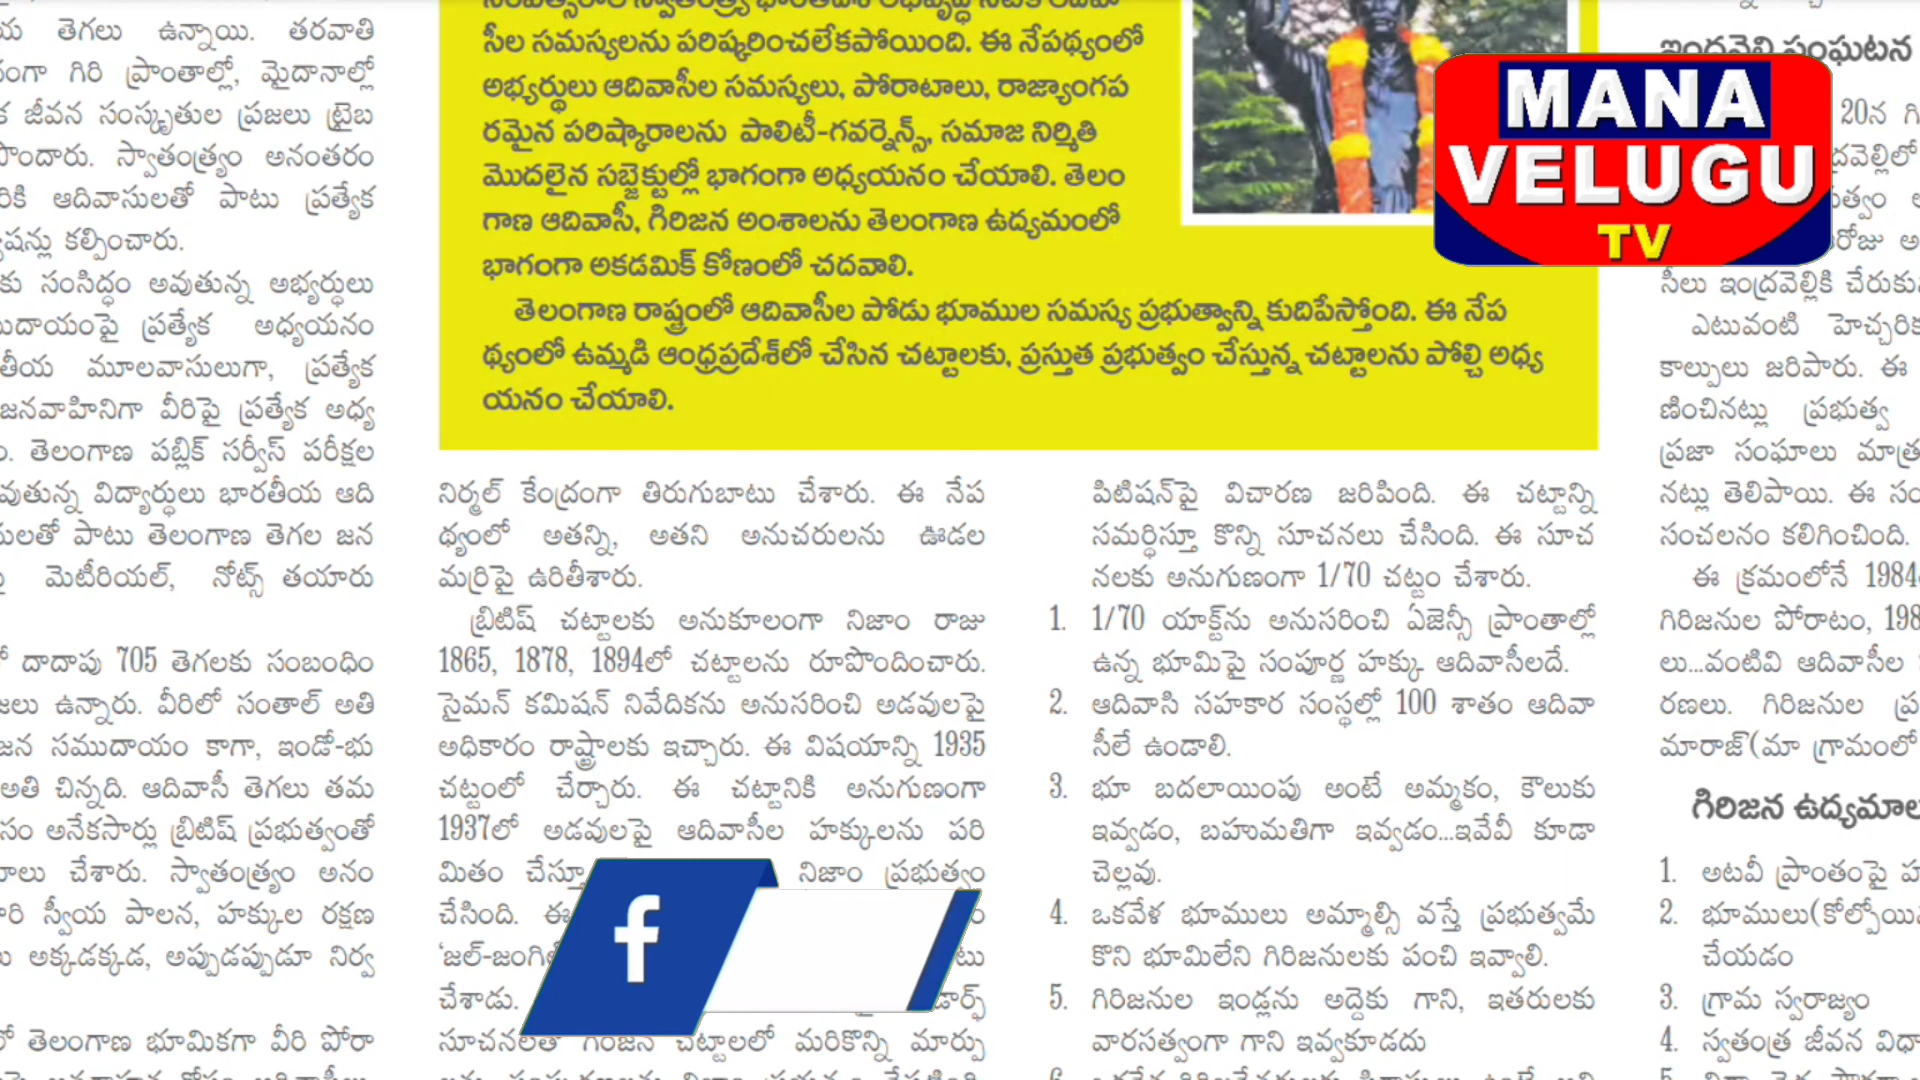 య తెగలు ఉన్నాయి. తరవాతి
గిరి ప్రాంతాల్లో, మైదానాల్లో
జీవన సంస్కృతుల ప్రజలు ట్రైబ
స్వాతంత్ర్యం అనంతరం
ఆదివాసులతో పాటు ప్రత్యేక
కల్పించారు.
కు సంసిద్ధం అవుతున్న అభ్యర్థులు
ప్రత్యేక అధ్యయనం
మూలవాసులుగా, ప్రత్యేక
జనవాహినిగా వీరిపై ప్రత్యేక అధ్య
తెలంగాణ పబ్లిక్ సర్వీస్ పరీక్షల
విద్యార్థులు భారతీయ ఆది
పాటు తెలంగాణ తెగల జన
మెటీరియల్, నోట్స్ తయారు
దాదాపు 705 తెగలకు సంబంధిం
ఉన్నారు. వీరిలో సంతాల్ అతి
జన సముదాయం కాగా, ఇండో-భు
అతి చిన్నది. ఆదివాసీ తెగలు తమ
అనేకసార్లు బ్రిటిష్ ప్రభుత్వంతో
చేశారు. స్వాతంత్ర్యం అనం
స్వీయ పాలన, హక్కుల రక్షణ
అక్కడక్కడ, అప్పుడప్పుడూ నిర్వ
తెలంగాణ భూమికగా వీరి పోరా
సీల సమస్యలను పరిష్కరించలేకపోయింది. ఈ నేపథ్యంలో
అభ్యర్థులు ఆదివాసీల సమస్యలు, పోరాటాలు, రాజ్యాంగప
రమైన పరిష్కారాలను పాలిటీ-గవర్నెన్స్, సమాజ నిర్మితి
మొదలైన సబ్జెక్టుల్లో భాగంగా అధ్యయనం చేయాలి. తెలం
గాణ ఆదివాసీ, గిరిజన అంశాలను తెలంగాణ ఉద్యమంలో
భాగంగా అకడమిక్ కోణంలో చదవాలి.
తెలంగాణ రాష్ట్రంలో ఆదివాసీల పోడు భూముల సమస్య ప్రభుత్వాన్ని కుదిపేస్తోంది. ఈ నేప
థ్యంలో ఉమ్మడి ఆంధ్రప్రదేశ్‌లో చేసిన చట్టాలకు, ప్రస్తుత ప్రభుత్వం చేస్తున్న చట్టాలను పోల్చి అధ్య
యనం చేయాలి.
నిర్మల్ కేంద్రంగా తిరుగుబాటు చేశారు. ఈ నేప
థ్యంలో అతన్ని, అతని అనుచరులను ఊడల
మర్రిపై ఉరితీశారు.
బ్రిటిష్ చట్టాలకు అనుకూలంగా నిజాం రాజు
1865, 1878, 1894లో చట్టాలను రూపొందించారు.
సైమన్ కమిషన్ నివేదికను అనుసరించి అడవులపై
అధికారం రాష్ట్రాలకు ఇచ్చారు. ఈ విషయాన్ని 1935
చట్టంలో చేర్చారు. ఈ చట్టానికి అనుగుణంగా
1937లో అడవులపై ఆదివాసీల హక్కులను పరి
మితం చేస్తూ నిజాం ప్రభుత్వం
చేసింది. ఈ
చేశాడు.
సూచనలతో గిరిజన చట్టాలలో మరికొన్ని మార్పు
పిటిషన్‌పై విచారణ జరిపింది. ఈ చట్టాన్ని
సమర్థిస్తూ కొన్ని సూచనలు చేసింది. ఈ సూచ
నలకు అనుగుణంగా 1/70 చట్టం చేశారు.
1. 1/70 యాక్ట్‌ను అనుసరించి ఏజెన్సీ ప్రాంతాల్లో
ఉన్న భూమిపై సంపూర్ణ హక్కు ఆదివాసీలదే.
2. ఆదివాసి సహకార సంస్థల్లో 100 శాతం ఆదివా
సీలే ఉండాలి.
3. భూ బదలాయింపు అంటే అమ్మకం, కౌలుకు
ఇవ్వడం, బహుమతిగా ఇవ్వడం...ఇవేవీ కూడా
చెల్లవు.
4. ఒకవేళ భూములు అమ్మాల్సి వస్తే ప్రభుత్వమే
కొని భూమిలేని గిరిజనులకు పంచి ఇవ్వాలి.
5. గిరిజనుల ఇండ్లను అద్దెకు గాని, ఇతరులకు
వారసత్వంగా గాని ఇవ్వకూడదు
ఇంద్రవెల్లి సంఘటన
20న
సీలు ఇంద్రవెల్లికి
ఎటువంటి
కాల్పులు జరిపారు. ఈ
ణించినట్లు ప్రభుత్వ
ప్రజా సంఘాలు
నట్లు తెలిపాయి. ఈ
సంచలనం కలిగించింది.
ఈ క్రమంలోనే 1984
గిరిజనుల పోరాటం,
లు...వంటివి ఆదివాసీల
రణలు. గిరిజనుల
మారాజ్(మా గ్రామంలో
గిరిజన
1. అటవీ ప్రాంతంపై
2.
చేయడం
3. గ్రామ స్వరాజ్యం
4. స్వతంత్ర జీవన
MANA
VELUGU
TV
f